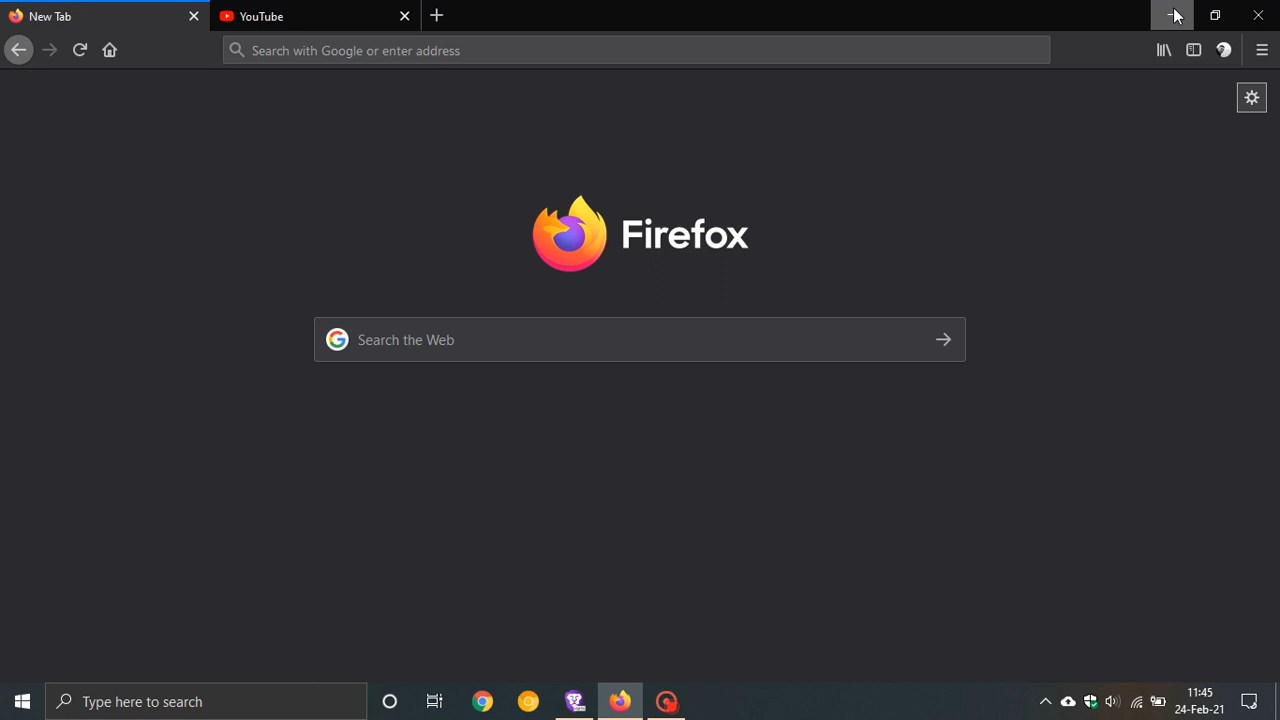 New Tab
YouTube
Search with Google or enter address
Firefox
Search the Web
Type here to search
11:45
24-Feb-21